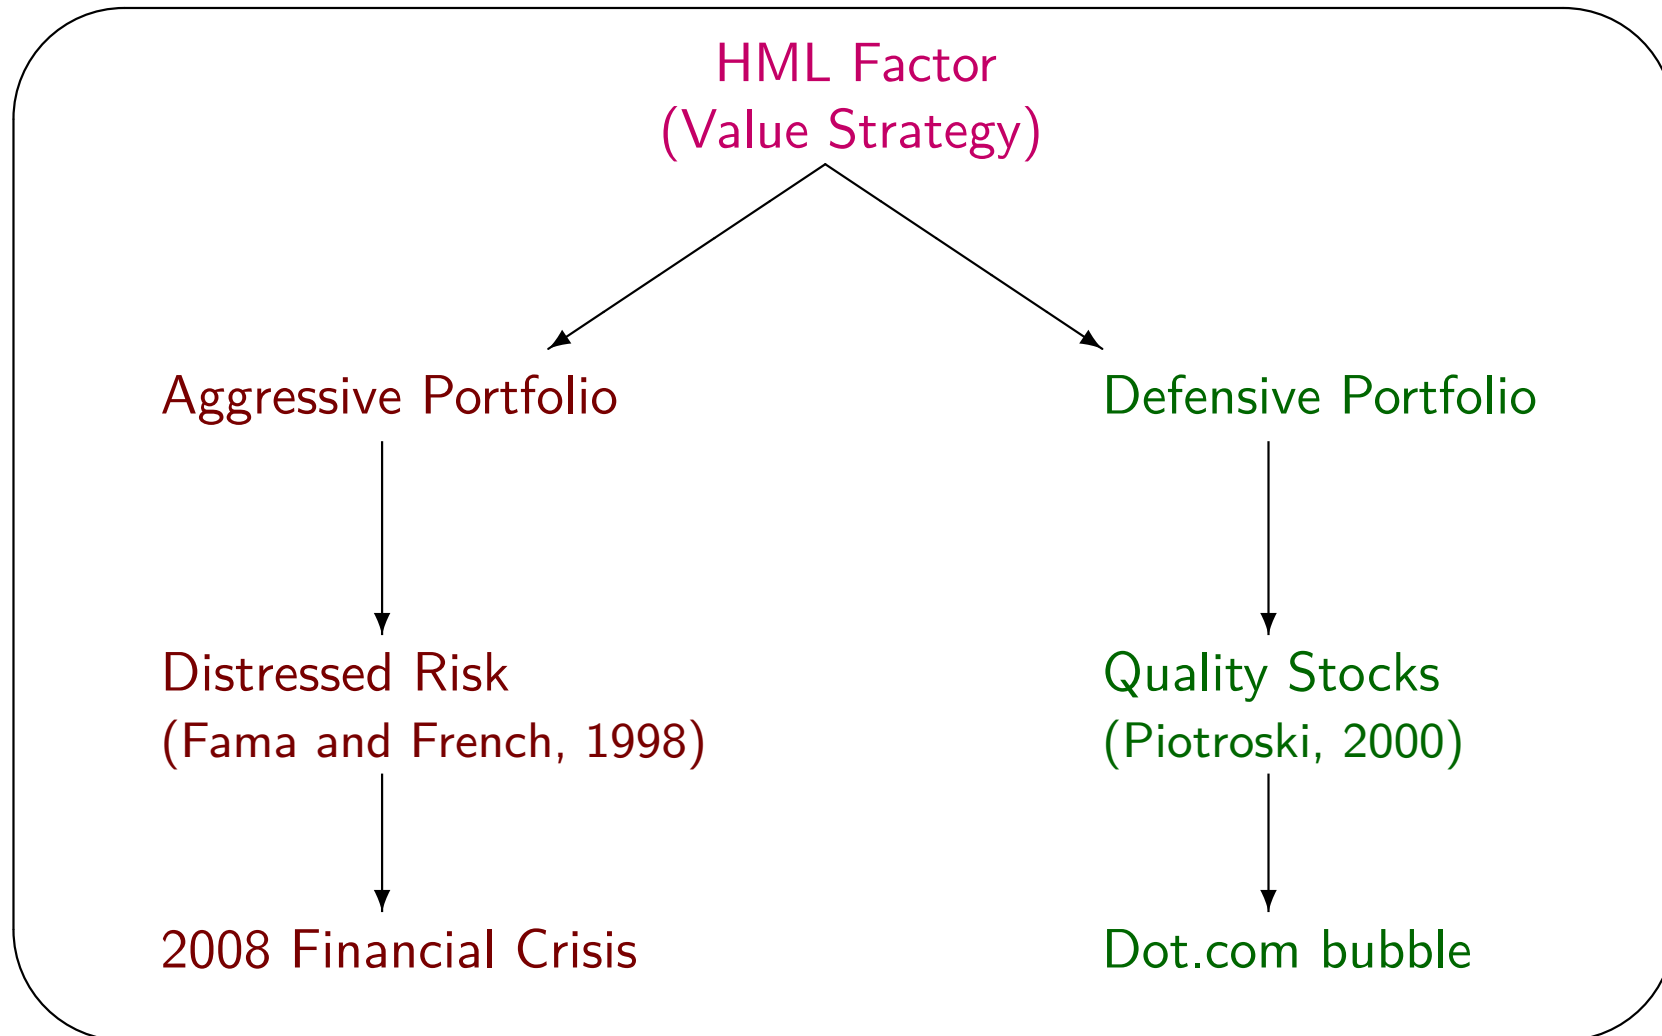 HML Factor
(Value Strategy)
Aggressive Portfolio
Defensive Portfolio
Distressed Risk
(Fama and French, 1998)
Quality Stocks
(Piotroski, 2000)
2008 Financial Crisis
Dot.com bubble